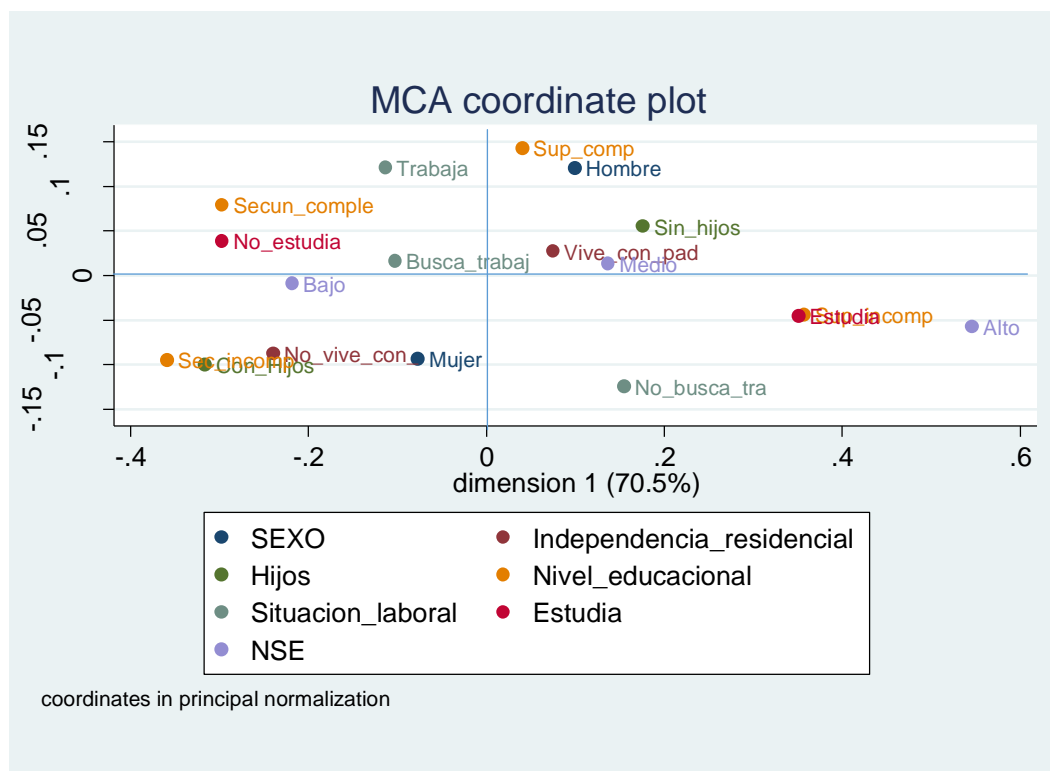 MCA coordinate plot
.15
.1
.05
0
-.05
-.1
-.15
Sup_comp
Trabaja
Hombre
Secun_comple
Sin_hijos
No_estudia
Vive_con_pad
Busca_trabaj
Medio
Bajo
Estudia
Sup_incomp
Alto
No_vive_con_
Mujer
Sec_incomp
Con_Hijos
No_busca_tra
-.4 -.2 0 .2 .4 .6
dimension 1 (70.5%)
SEXO Independencia_residencial
Hijos Nivel_educacional
Situacion_laboral Estudia
NSE
coordinates in principal normalization